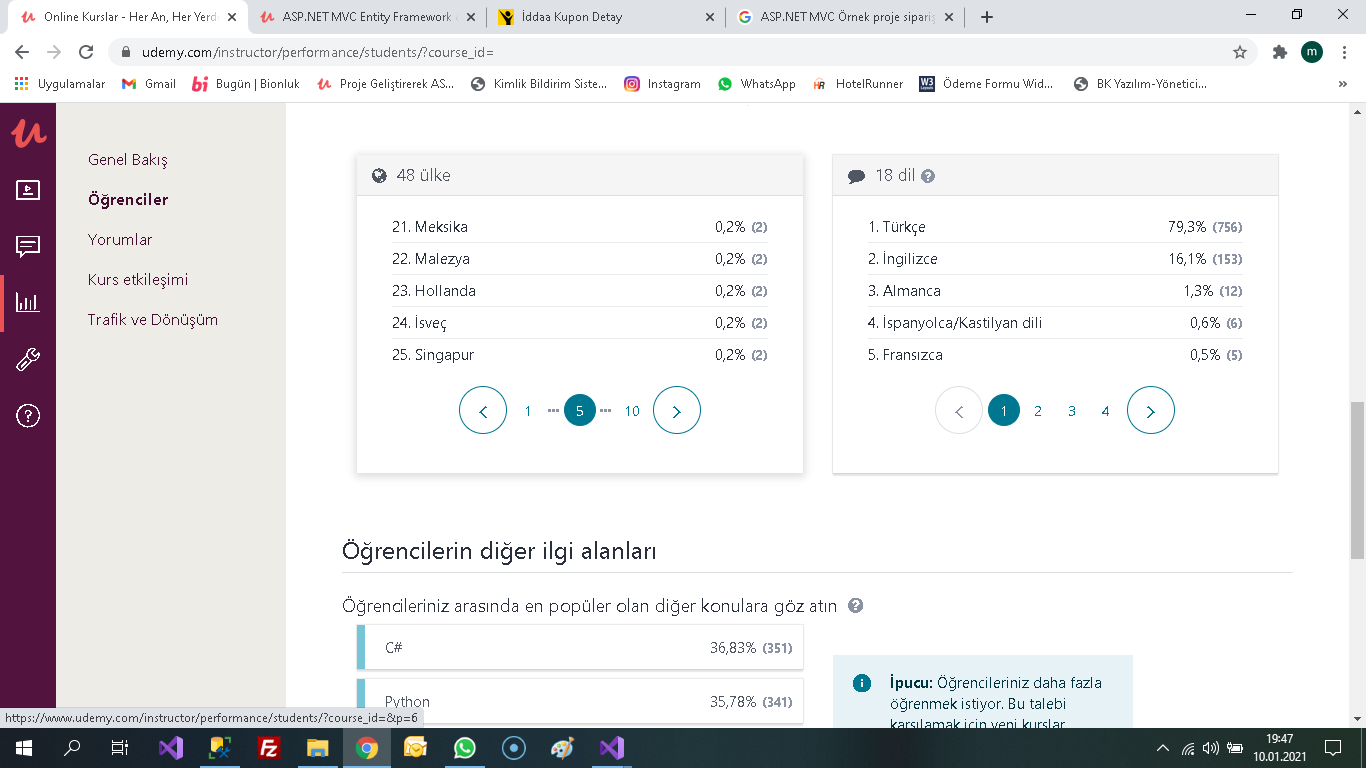 Online Kurslar - Her An, Her Yerde
ASP.NET MVC Entity Framework
İddaa Kupon Detay
ASP.NET MVC Örnek proje sipariş
udemy.com/instructor/performance/students/?course_id=
m
Uygulamalar
Gmail
bi Bugün | Bionluk
Proje Geliştirerek AS...
Kimlik Bildirim Siste...
Instagram
WhatsApp
HR HotelRunner
W3 Ödeme Formu Wid...
BK Yazılım-Yönetici...
»
Genel Bakış
Öğrenciler
Yorumlar
Kurs etkileşimi
Trafik ve Dönüşüm
48 ülke
21. Meksika 0,2% (2)
22. Malezya 0,2% (2)
23. Hollanda 0,2% (2)
24. İsveç 0,2% (2)
25. Singapur 0,2% (2)
1 ... 5 ... 10
18 dil
1. Türkçe 79,3% (756)
2. İngilizce 16,1% (153)
3. Almanca 1,3% (12)
4. İspanyolca/Kastilyan dili 0,6% (6)
5. Fransızca 0,5% (5)
1 2 3 4
Öğrencilerin diğer ilgi alanları
Öğrencileriniz arasında en popüler olan diğer konulara göz atın
C# 36,83% (351)
Python 35,78% (341)
İpucu: Öğrencileriniz daha fazla
öğrenmek istiyor. Bu talebi
karşılamak için yeni kurslar
https://www.udemy.com/instructor/performance/students/?course_id=&p=6
19:47
10.01.2021